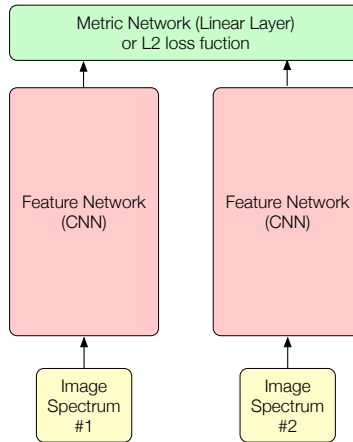 Metric Network (Linear Layer)
or L2 loss fuction
Feature Network
(CNN)
Feature Network
(CNN)
Image
Spectrum
#1
Image
Spectrum
#2